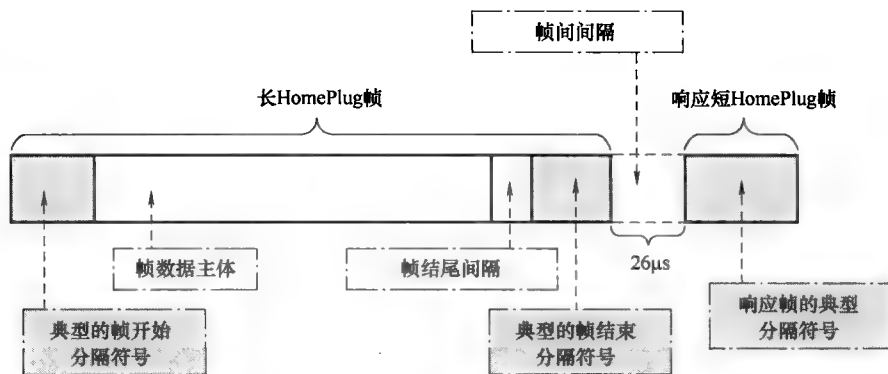 帧间间隔
长HomePlug帧
响应短HomePlug帧
帧数据主体
帧结尾间隔
26μs
典型的帧开始
分隔符号
典型的帧结束
分隔符号
响应帧的典型
分隔符号